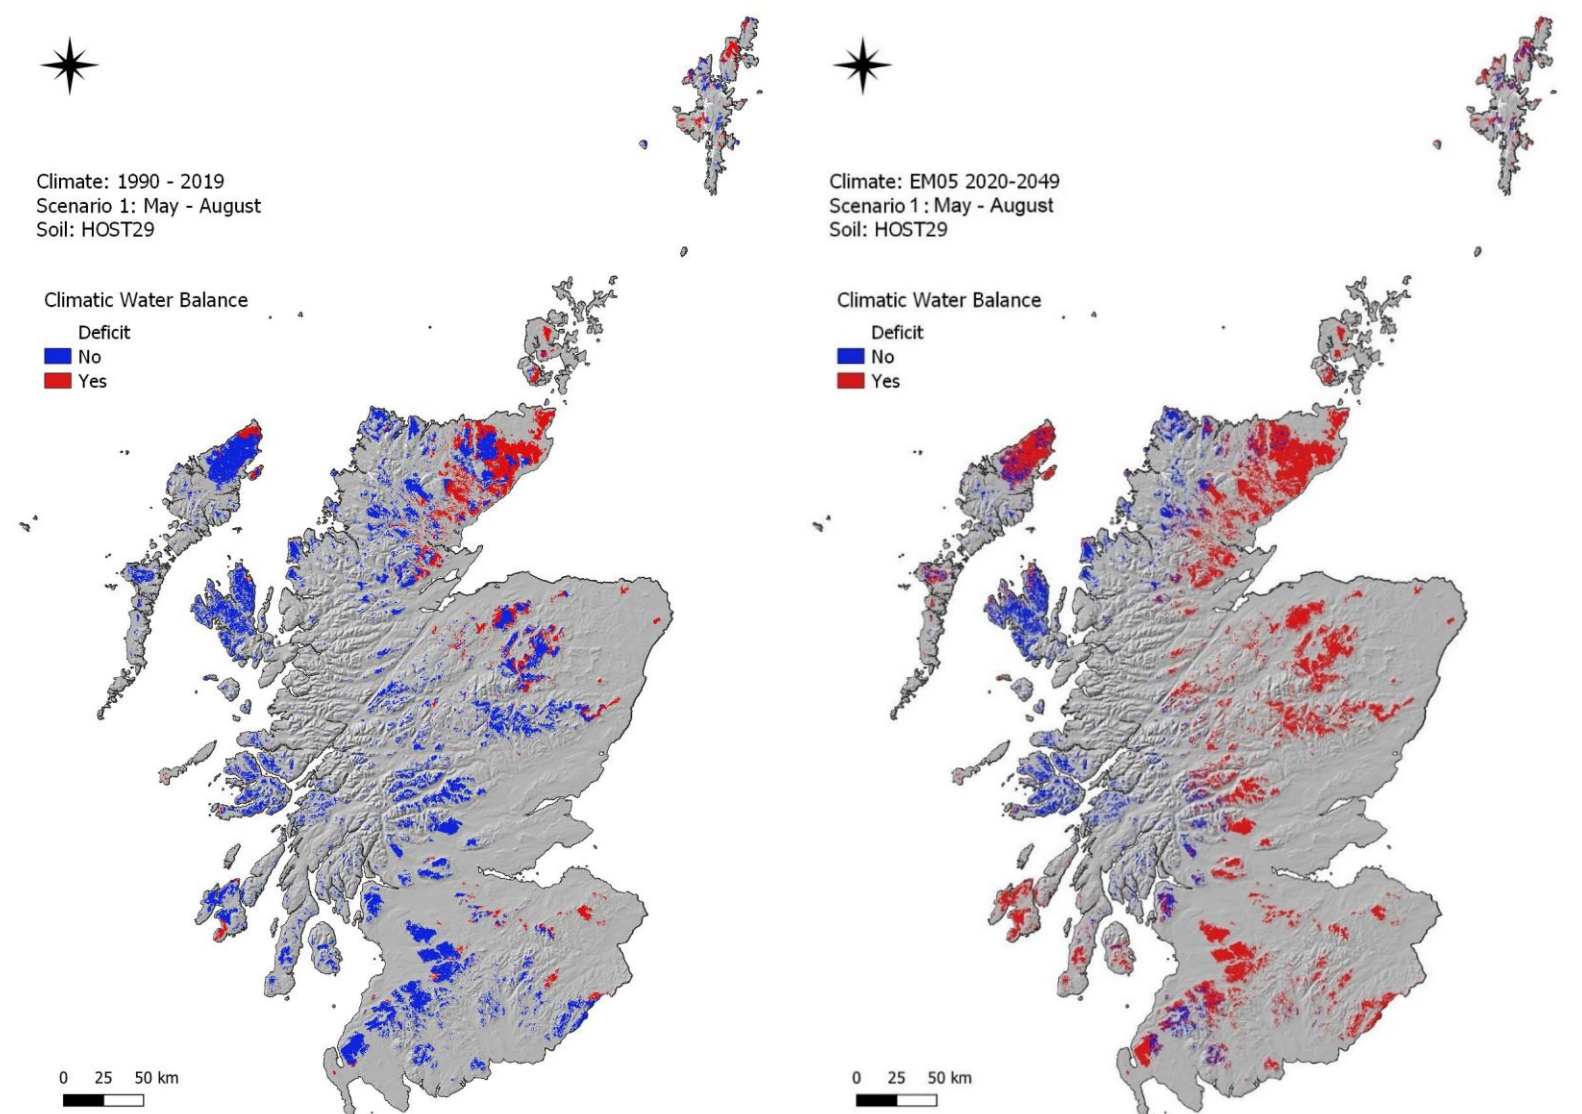 Climate: 1990 - 2019
Scenario 1: May - August
Soil: HOST29
Climatic Water Balance
Deficit
No
Yes
0 25 50 km
Climate: EM05 2020-2049
Scenario 1: May - August
Soil: HOST29
Climatic Water Balance
Deficit
No
Yes
0 25 50 km